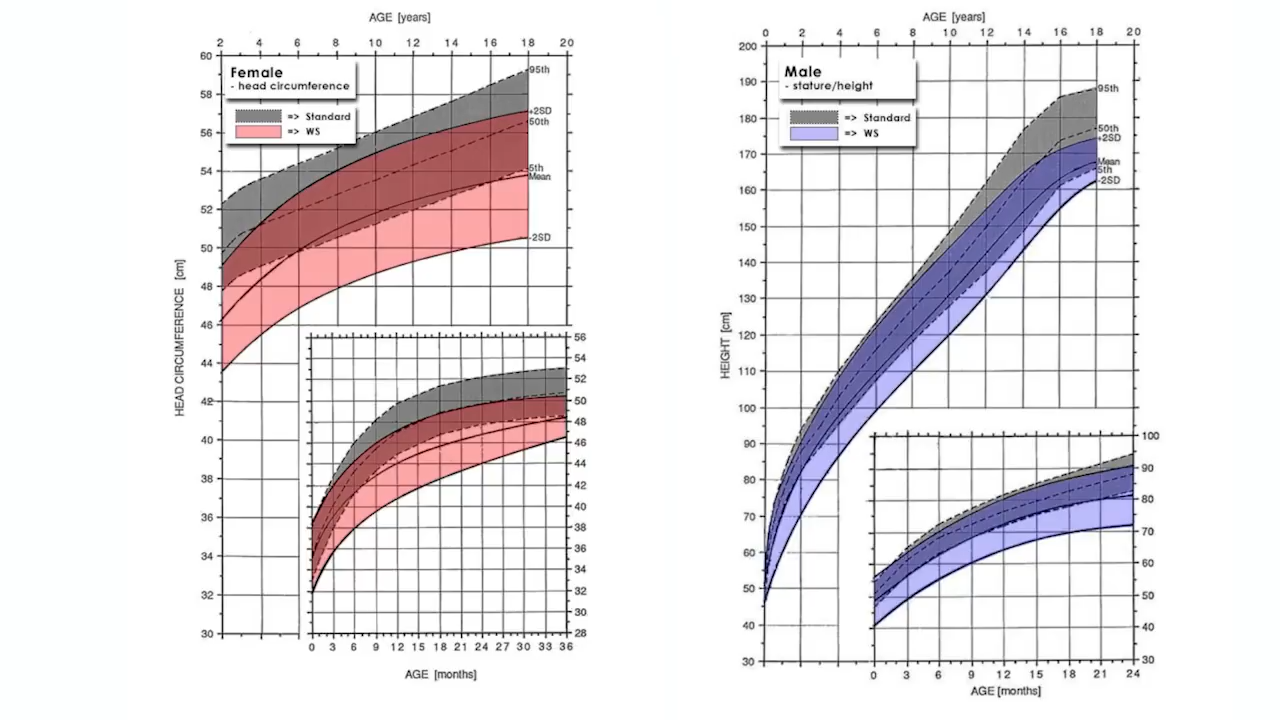 AGE [years]
2 4 6 8 10 12 14 16 18 20
60
58
56
54
52
50
48
46
44
42
40
38
36
34
32
30
HEAD CIRCUMFERENCE [cm]
Female
- head circumference
=> Standard
=> WS
95th
+2SD
50th
5th
Mean
-2SD
56
54
52
50
48
46
44
42
40
38
36
34
32
30
28
0 3 6 9 12 15 18 21 24 27 30 33 36
AGE [months]
AGE [years]
0 2 4 6 8 10 12 14 16 18 20
200
190
180
170
160
150
140
130
120
110
100
90
80
70
60
50
40
30
HEIGHT [cm]
Male
- stature/height
=> Standard
=> WS
95th
50th
+2SD
Mean
5th
-2SD
100
90
80
70
60
50
40
30
0 3 6 9 12 15 18 21 24
AGE [months]